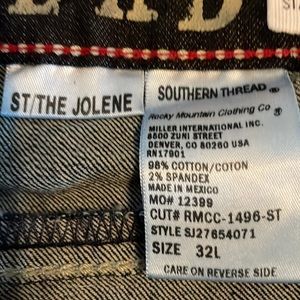 ST/THE JOLENE
SOUTHERN THREAD®
Rocky Mountain Clothing Co®
MILLER INTERNATIONAL INC.
8500 ZUNI STREET
DENVER, CO 80260 USA
RN17901
98% COTTON/COTON
2% SPANDEX
MADE IN MEXICO
MO# 12399
CUT# RMCC-1496-ST
STYLE SJ27654071
SIZE 32L
CARE ON REVERSE SIDE